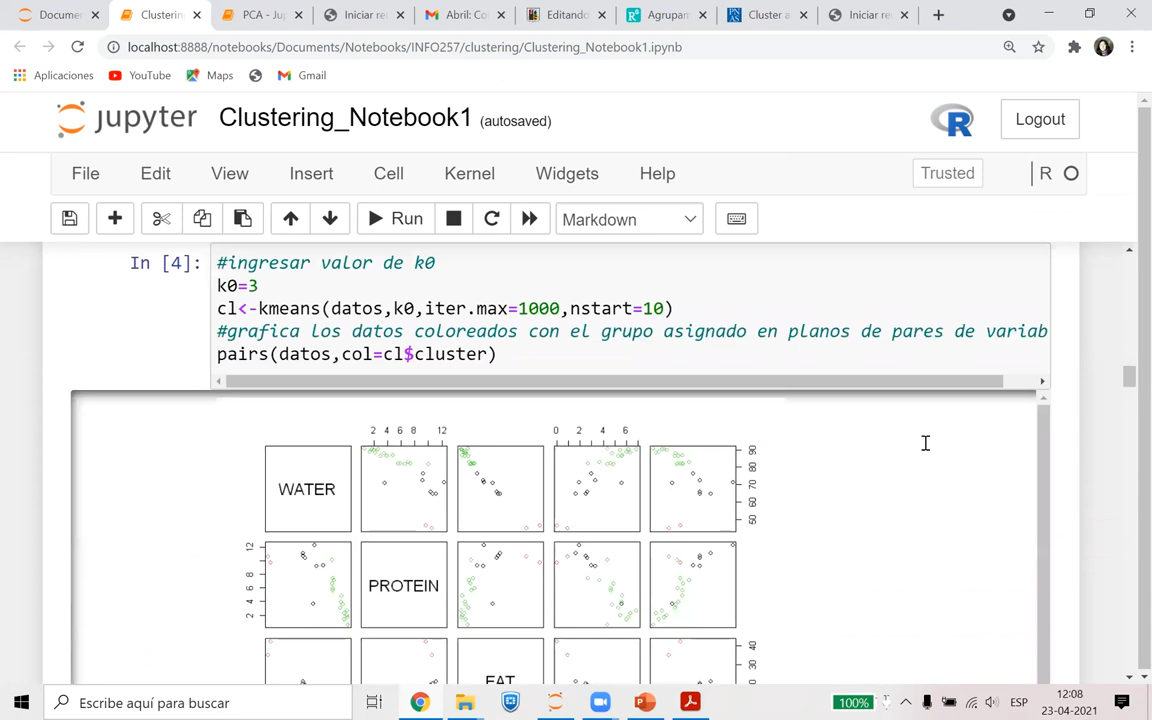 Documen
Clustering
PCA - Jup
Iniciar re
Abril: Co
Editando
Agrupam
Cluster a
Iniciar re
localhost:8888/notebooks/Documents/Notebooks/INFO257/clustering/Clustering_Notebook1.ipynb
Aplicaciones YouTube Maps Gmail
jupyter Clustering_Notebook1 (autosaved)
R
Logout
File Edit View Insert Cell Kernel Widgets Help
Trusted
R
Run
Markdown
In [4]:
#ingresar valor de k0
k0=3
cl<-kmeans(datos,k0,iter.max=1000,nstart=10)
#grafica los datos coloreados con el grupo asignado en planos de pares de variab
pairs(datos,col=cl$cluster)
2 4 6 8 12
0 2 4 6
WATER
50 60 70 80 90
PROTEIN
2 4 6 8 12
FAT
30 40
Escribe aquí para buscar
100%
ESP
12:08
23-04-2021